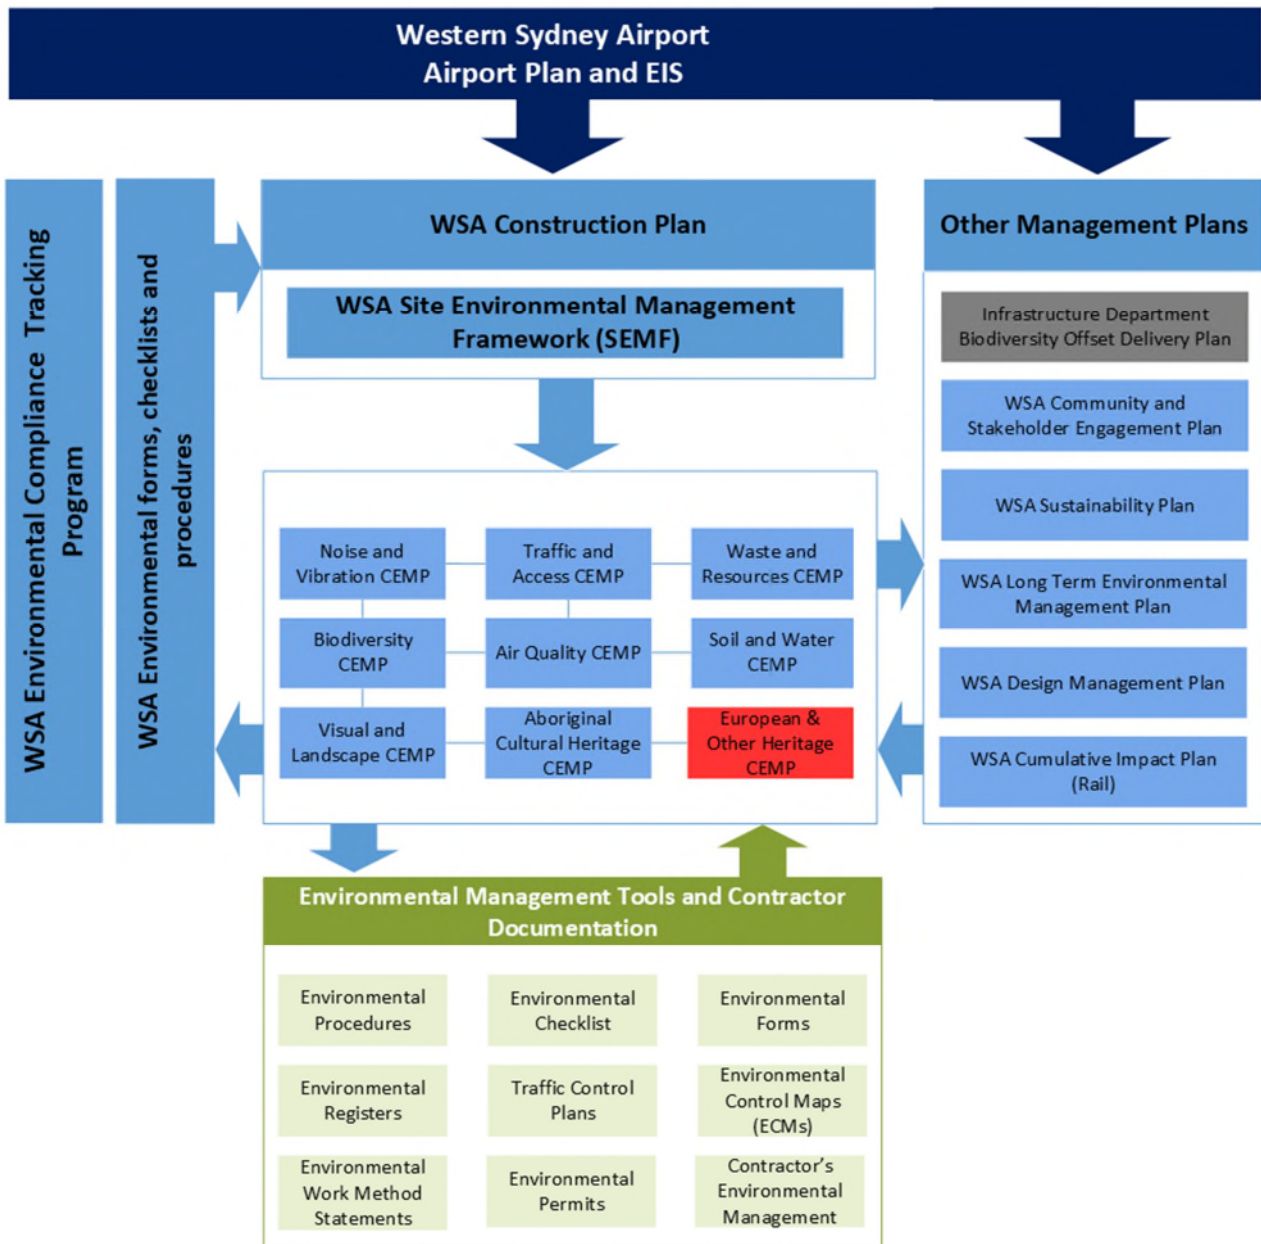 Western Sydney Airport
Airport Plan and EIS
WSA Environmental Compliance Tracking
Program
WSA Environmental forms, checklists and
procedures
WSA Construction Plan
WSA Site Environmental Management
Framework (SEMF)
Other Management Plans
Infrastructure Department
Biodiversity Offset Delivery Plan
WSA Community and
Stakeholder Engagement Plan
WSA Sustainability Plan
WSA Long Term Environmental
Management Plan
WSA Design Management Plan
WSA Cumulative Impact Plan
(Rail)
Noise and
Vibration CEMP
Traffic and
Access CEMP
Waste and
Resources CEMP
Biodiversity
CEMP
Air Quality CEMP
Soil and Water
CEMP
Visual and
Landscape CEMP
Aboriginal
Cultural Heritage
CEMP
European &
Other Heritage
CEMP
Environmental Management Tools and Contractor
Documentation
Environmental
Procedures
Environmental
Checklist
Environmental
Forms
Environmental
Registers
Traffic Control
Plans
Environmental
Control Maps
(ECMs)
Environmental
Work Method
Statements
Environmental
Permits
Contractor's
Environmental
Management